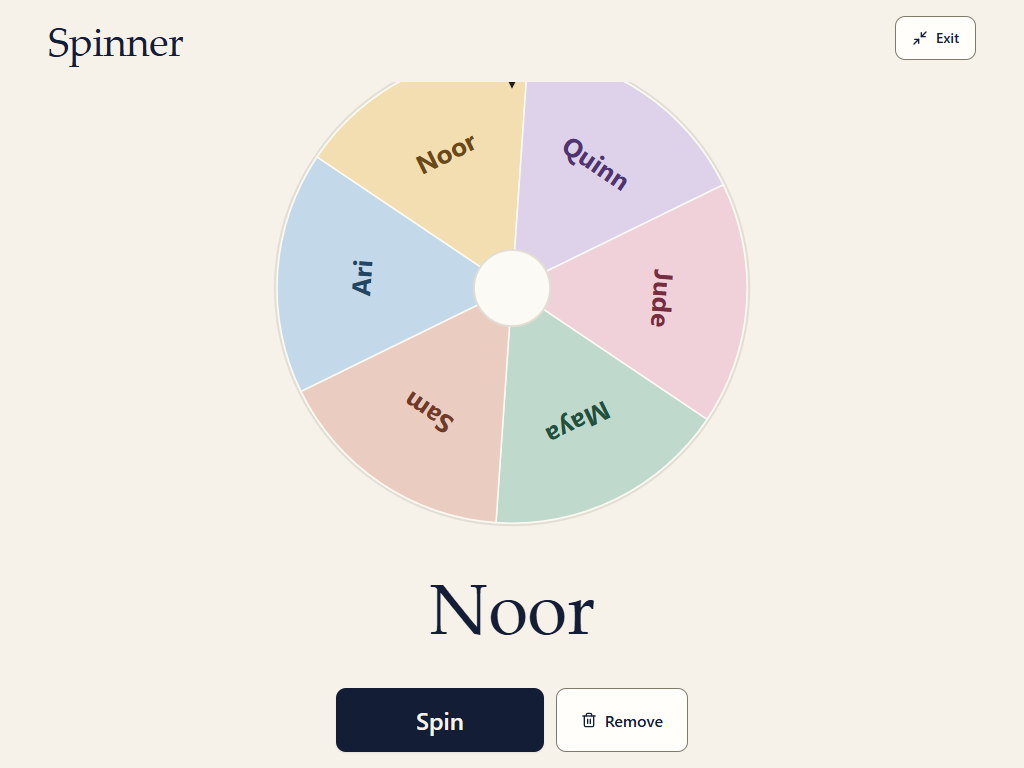 Spinner
Exit
Noor
Quinn
Ari
Jude
Sam
Maya
Noor
Spin
Remove